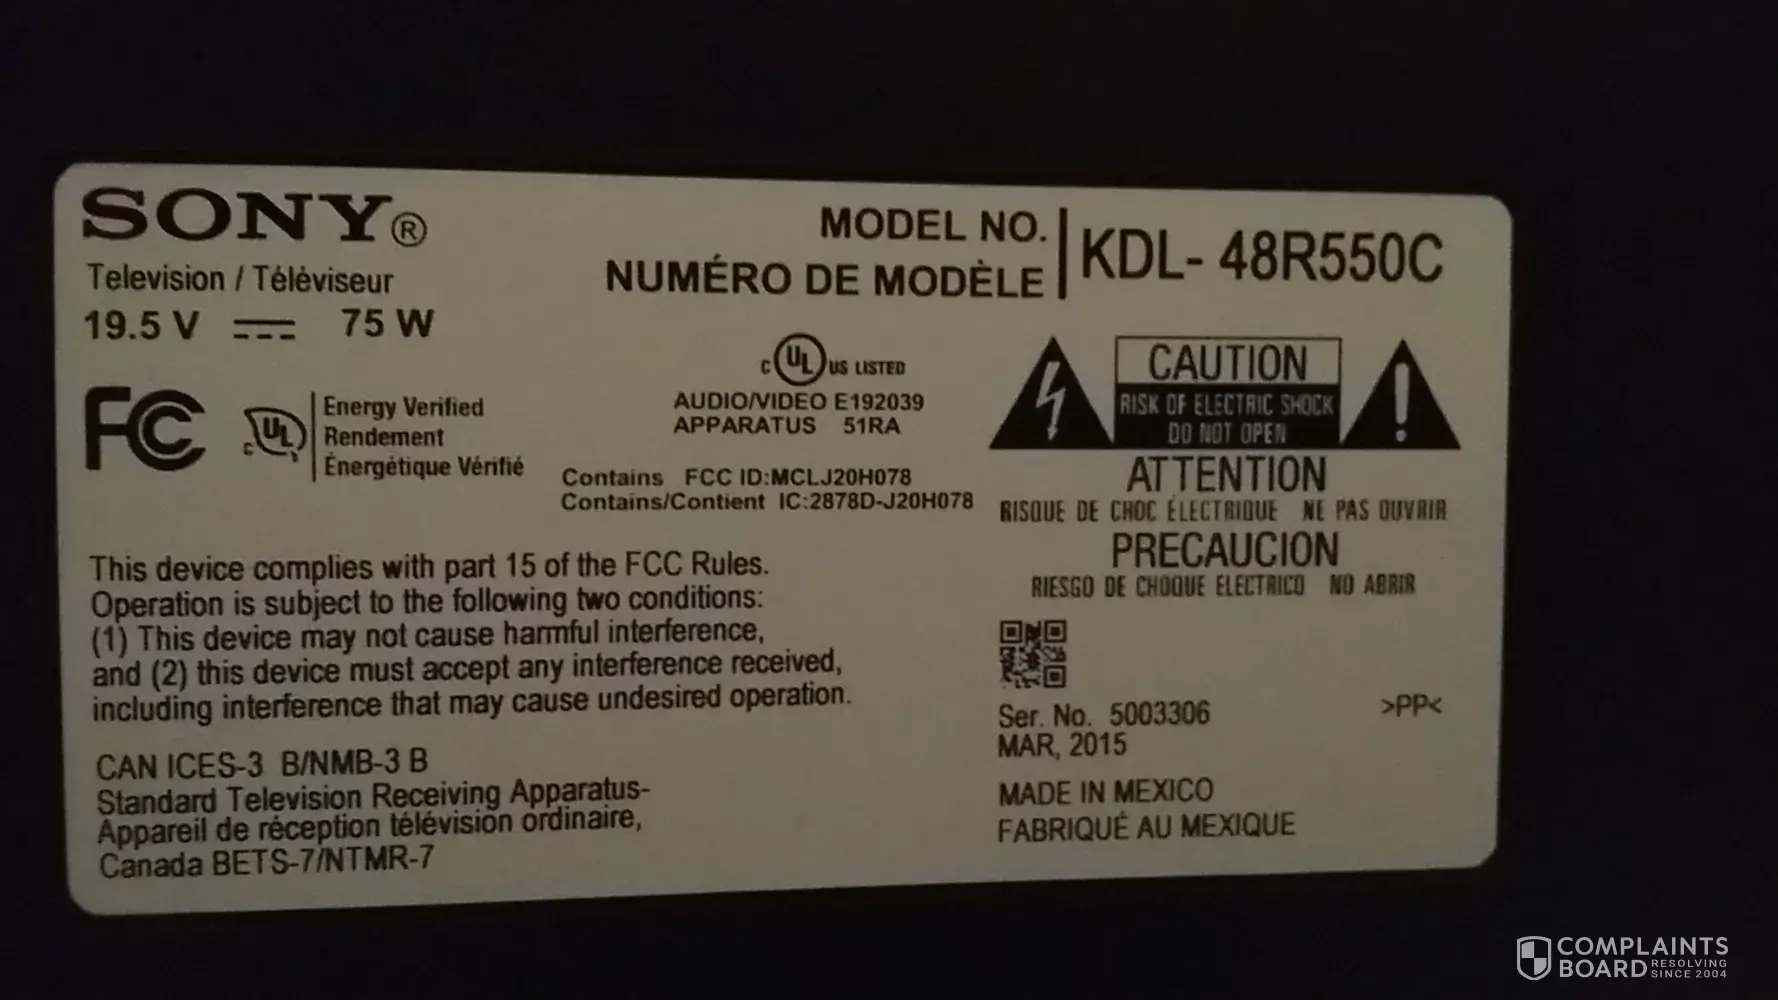 SONY®
Television / Téléviseur
19.5 V 75 W
MODEL NO.
NUMÉRO DE MODÈLE
KDL- 48R550C
FC
c UL
Energy Verified
Rendement
Énergétique Vérifié
c UL US LISTED
AUDIO/VIDEO E192039
APPARATUS 51RA
Contains FCC ID:MCLJ20H078
Contains/Contient IC:2878D-J20H078
CAUTION
RISK OF ELECTRIC SHOCK
DO NOT OPEN
ATTENTION
RISQUE DE CHOC ÉLECTRIQUE NE PAS OUVRIR
PRECAUCION
RIESGO DE CHOQUE ELECTRICO NO ABRIR
This device complies with part 15 of the FCC Rules.
Operation is subject to the following two conditions:
(1) This device may not cause harmful interference,
and (2) this device must accept any interference received,
including interference that may cause undesired operation.
CAN ICES-3 B/NMB-3 B
Standard Television Receiving Apparatus-
Appareil de réception télévision ordinaire,
Canada BETS-7/NTMR-7
Ser. No. 5003306
MAR, 2015
>PP<
MADE IN MEXICO
FABRIQUÉ AU MEXIQUE
COMPLAINTS
BOARD RESOLVING
SINCE 2004